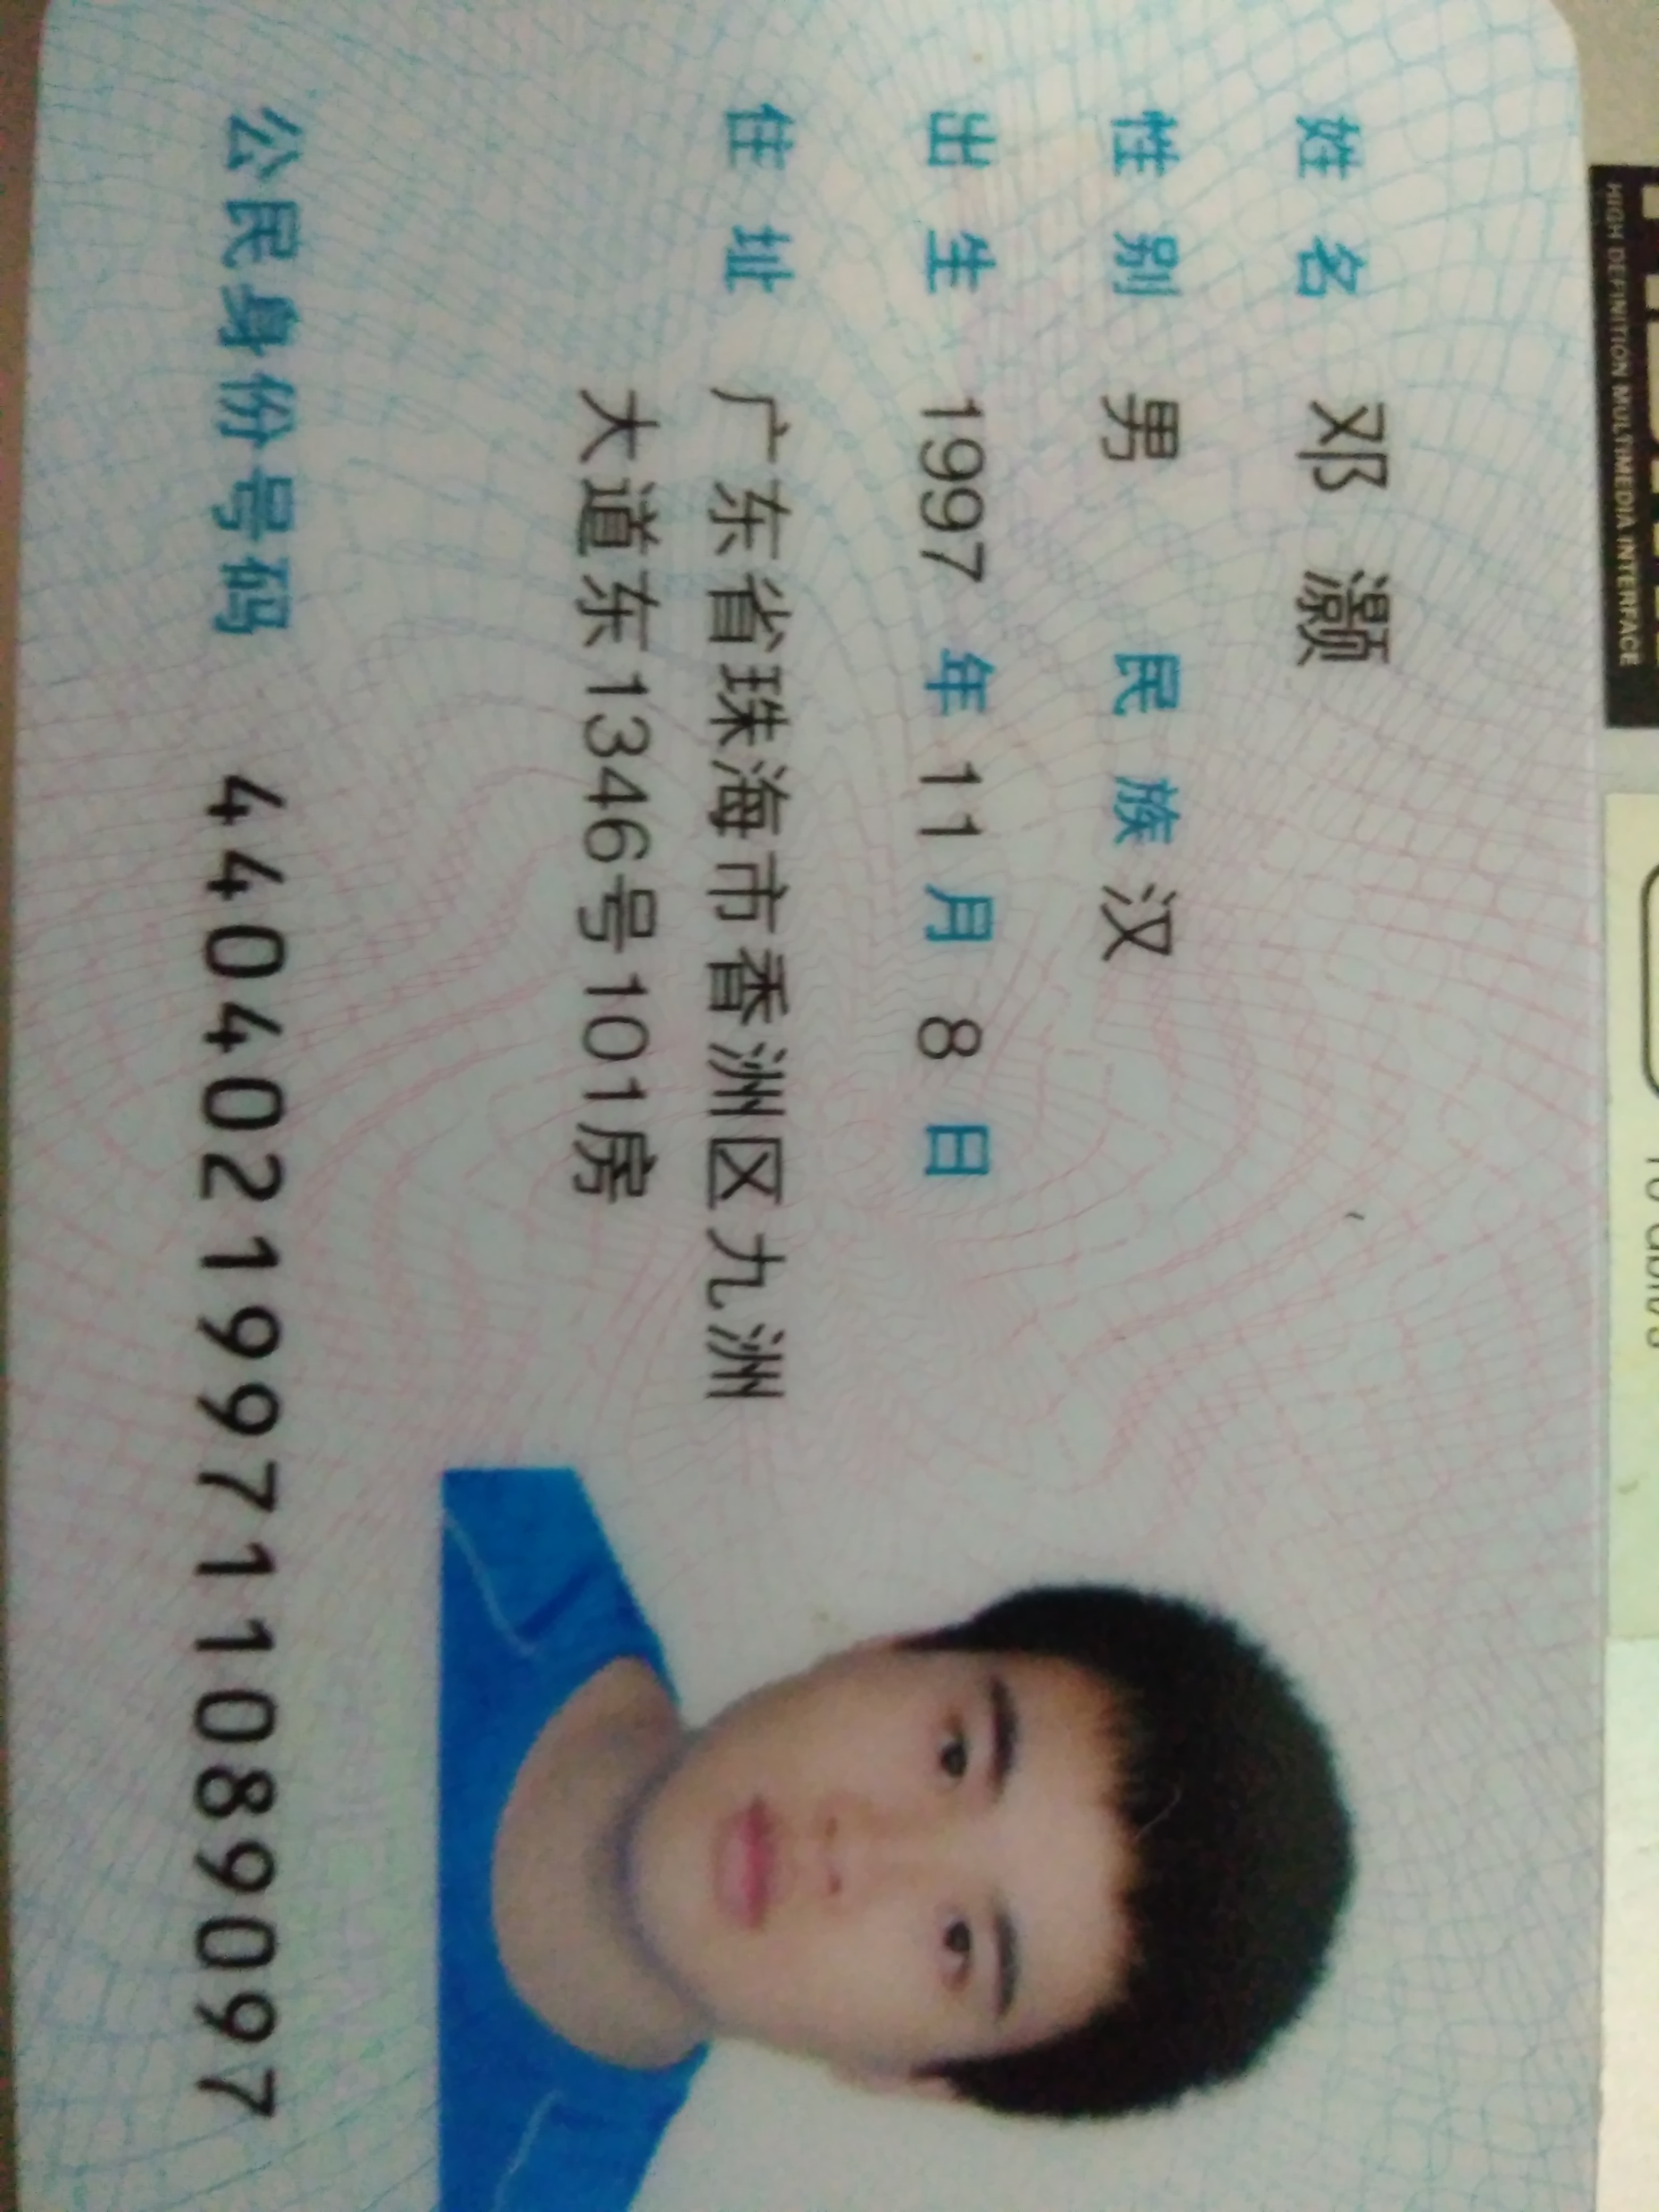 姓名 邓灏
性别 男 民族 汉
出生 1997 年 11 月 8 日
住址 广东省珠海市香洲区九洲
大道东1346号101房
公民身份号码 440402199711089097
HIGH DEFINITION MULTIMEDIA INTERFACE